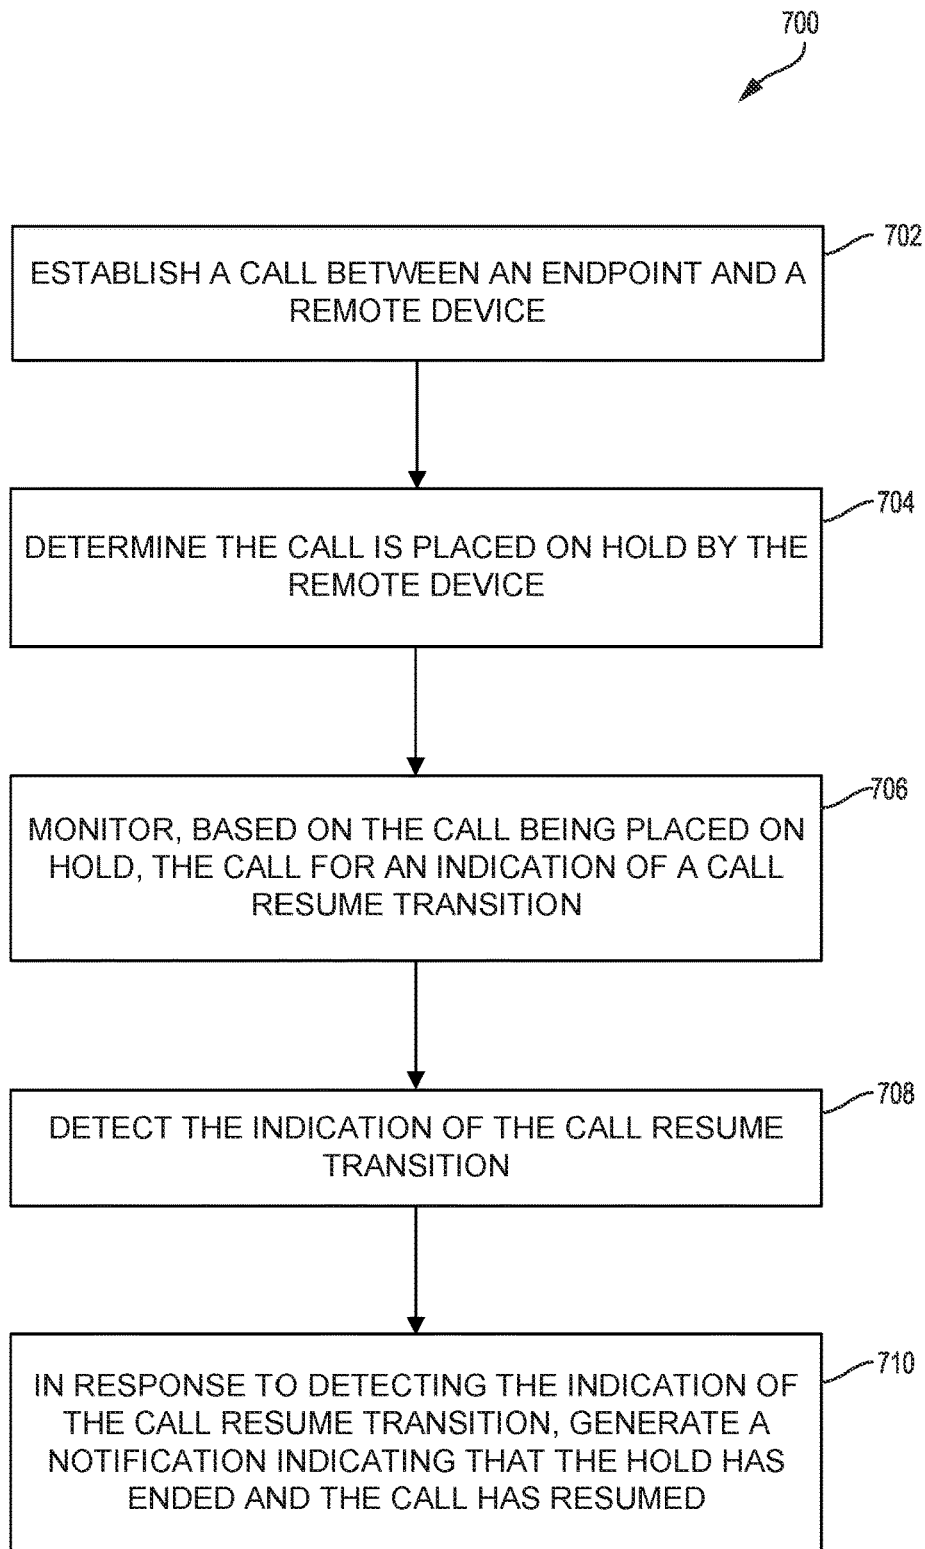 700
702
ESTABLISH A CALL BETWEEN AN ENDPOINT AND A
REMOTE DEVICE
704
DETERMINE THE CALL IS PLACED ON HOLD BY THE
REMOTE DEVICE
706
MONITOR, BASED ON THE CALL BEING PLACED ON
HOLD, THE CALL FOR AN INDICATION OF A CALL
RESUME TRANSITION
708
DETECT THE INDICATION OF THE CALL RESUME
TRANSITION
710
IN RESPONSE TO DETECTING THE INDICATION OF
THE CALL RESUME TRANSITION, GENERATE A
NOTIFICATION INDICATING THAT THE HOLD HAS
ENDED AND THE CALL HAS RESUMED